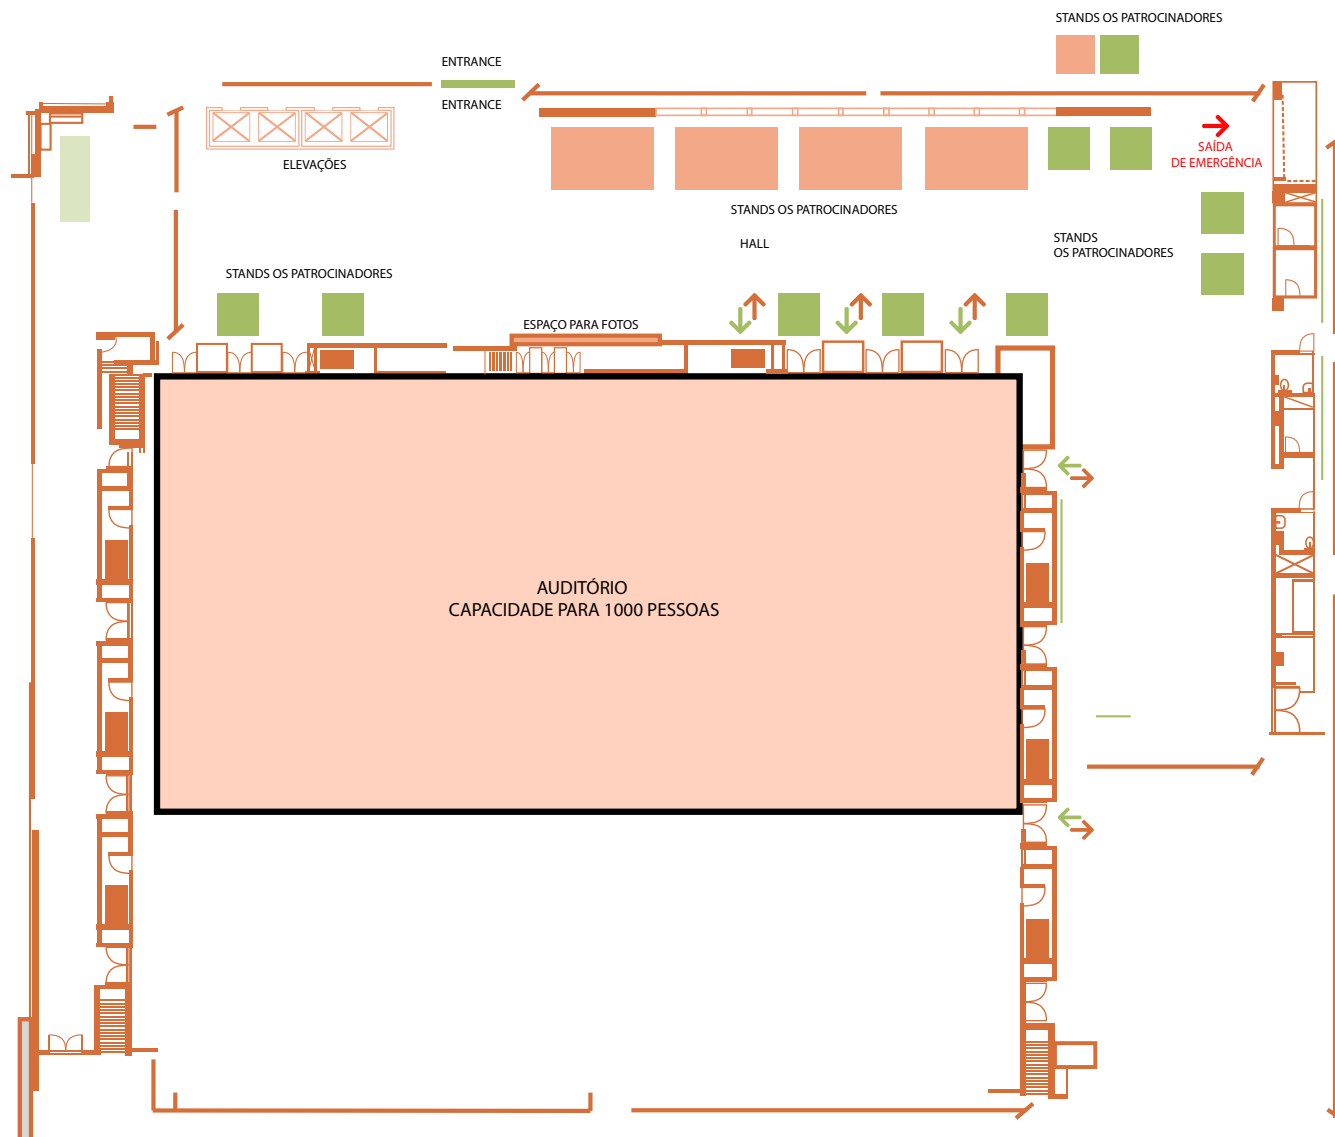 STANDS OS PATROCINADORES
ENTRANCE
ENTRANCE
ELEVAÇÕES
SAÍDA
DE EMERGÊNCIA
STANDS OS PATROCINADORES
HALL
STANDS
OS PATROCINADORES
STANDS OS PATROCINADORES
ESPAÇO PARA FOTOS
AUDITÓRIO
CAPACIDADE PARA 1000 PESSOAS